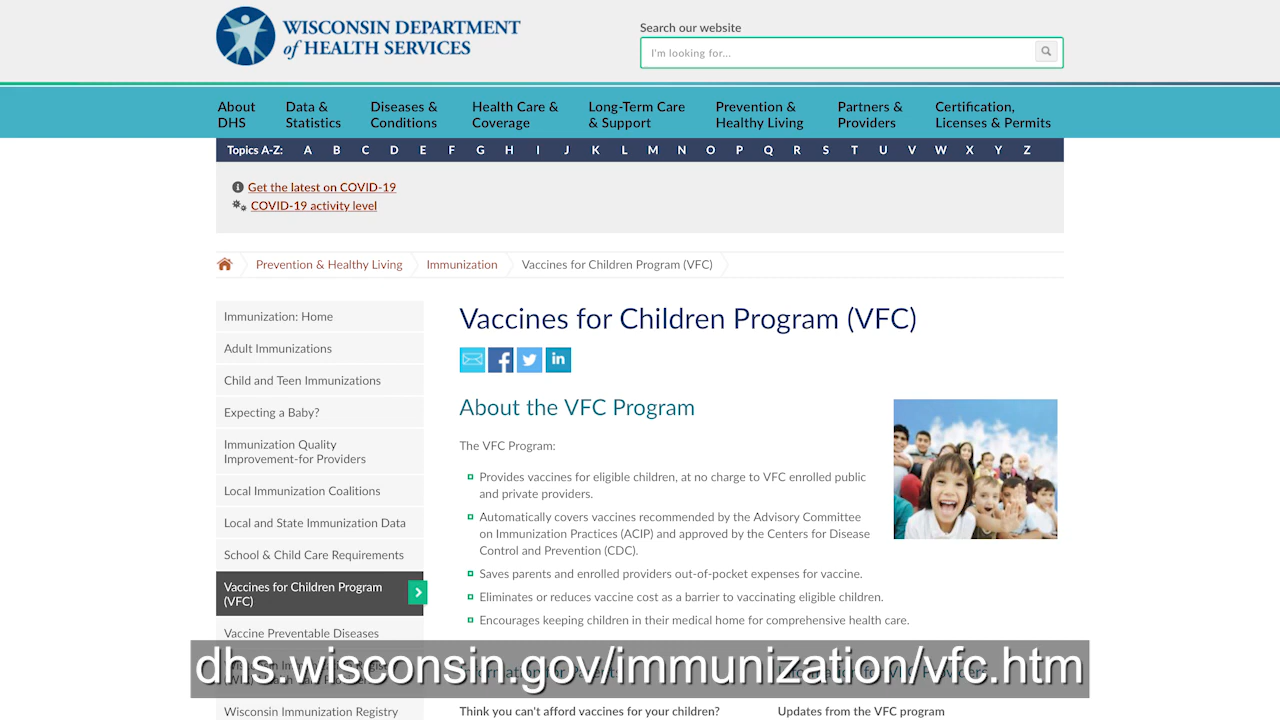 WISCONSIN DEPARTMENT
of HEALTH SERVICES
Search our website
I'm looking for...
About DHS
Data & Statistics
Diseases & Conditions
Health Care & Coverage
Long-Term Care & Support
Prevention & Healthy Living
Partners & Providers
Certification, Licenses & Permits
Topics A-Z: A B C D E F G H I J K L M N O P Q R S T U V W X Y Z
Get the latest on COVID-19
COVID-19 activity level
Prevention & Healthy Living Immunization Vaccines for Children Program (VFC)
Immunization: Home
Adult Immunizations
Child and Teen Immunizations
Expecting a Baby?
Immunization Quality
Improvement-for Providers
Local Immunization Coalitions
Local and State Immunization Data
School & Child Care Requirements
Vaccines for Children Program
(VFC)
Vaccine Preventable Diseases
Wisconsin Immunization Registry
Vaccines for Children Program (VFC)
About the VFC Program
The VFC Program:
Provides vaccines for eligible children, at no charge to VFC enrolled public
and private providers.
Automatically covers vaccines recommended by the Advisory Committee
on Immunization Practices (ACIP) and approved by the Centers for Disease
Control and Prevention (CDC).
Saves parents and enrolled providers out-of-pocket expenses for vaccine.
Eliminates or reduces vaccine cost as a barrier to vaccinating eligible children.
Encourages keeping children in their medical home for comprehensive health care.
Information for Parents
Information for VFC Providers
Think you can't afford vaccines for your children?
Updates from the VFC program
dhs.wisconsin.gov/immunization/vfc.htm